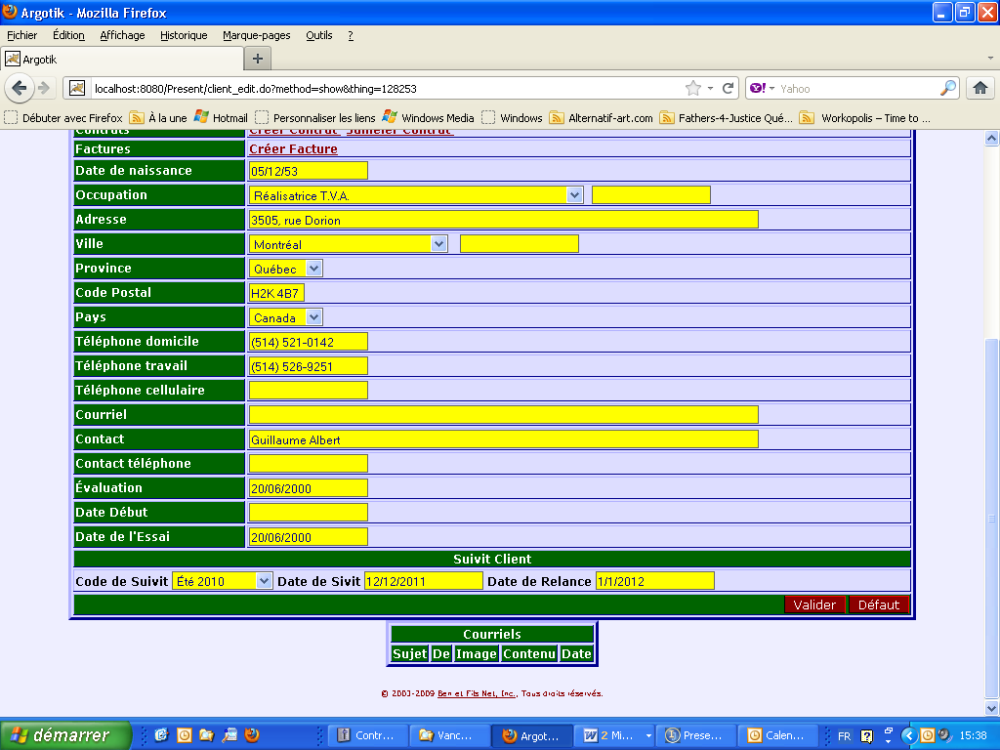 Argotik - Mozilla Firefox
Fichier Édition Affichage Historique Marque-pages Outils ?
Argotik
localhost:8080/Present/client_edit.do?method=show&thing=128253 Yahoo
Débuter avec Firefox À la une Hotmail Personnaliser les liens Windows Media Windows Alternatif-art.com Fathers-4-Justice Qué... Workopolis – Time to ...
Contrats Créer Contrat Jumeler Contrat
Factures Créer Facture
Date de naissance 05/12/53
Occupation Réalisatrice T.V.A.
Adresse 3505, rue Dorion
Ville Montréal
Province Québec
Code Postal H2K 4B7
Pays Canada
Téléphone domicile (514) 521-0142
Téléphone travail (514) 526-9251
Téléphone cellulaire
Courriel
Contact Guillaume Albert
Contact téléphone
Évaluation 20/06/2000
Date Début
Date de l'Essai 20/06/2000
Suivit Client
Code de Suivit Été 2010 Date de Sivit 12/12/2011 Date de Relance 1/1/2012
Valider Défaut
Courriels
Sujet De Image Contenu Date
© 2003-2009 Ben et Fils Net, Inc., Tous droits réservés.
démarrer Contr... Vanc... Argot... 2 Mi... Prese... Calen... FR 15:38